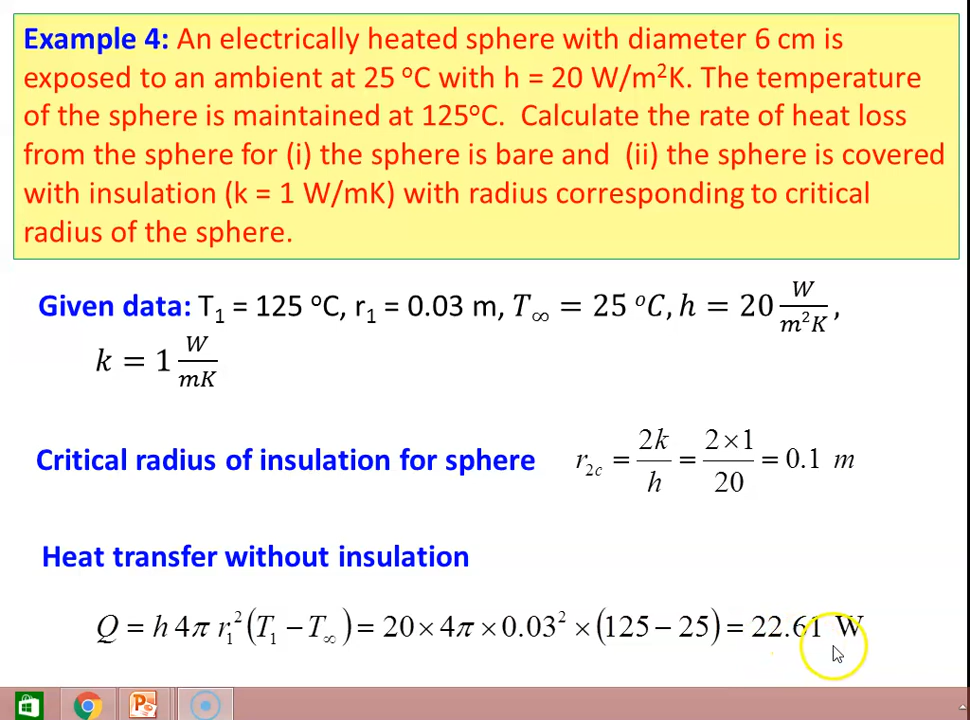 Example 4: An electrically heated sphere with diameter 6 cm is
exposed to an ambient at 25 °C with h = 20 W/m²K. The temperature
of the sphere is maintained at 125°C. Calculate the rate of heat loss
from the sphere for (i) the sphere is bare and (ii) the sphere is covered
with insulation (k = 1 W/mK) with radius corresponding to critical
radius of the sphere.
Given data: T₁ = 125 °C, r₁ = 0.03 m, T∞ = 25 °C, h = 20 W/m²K,
k = 1 W/mK
Critical radius of insulation for sphere r₂c = 2k/h = 2×1/20 = 0.1 m
Heat transfer without insulation
Q = h 4π r₁² (T₁ − T∞) = 20 × 4π × 0.03² × (125 − 25) = 22.61 W